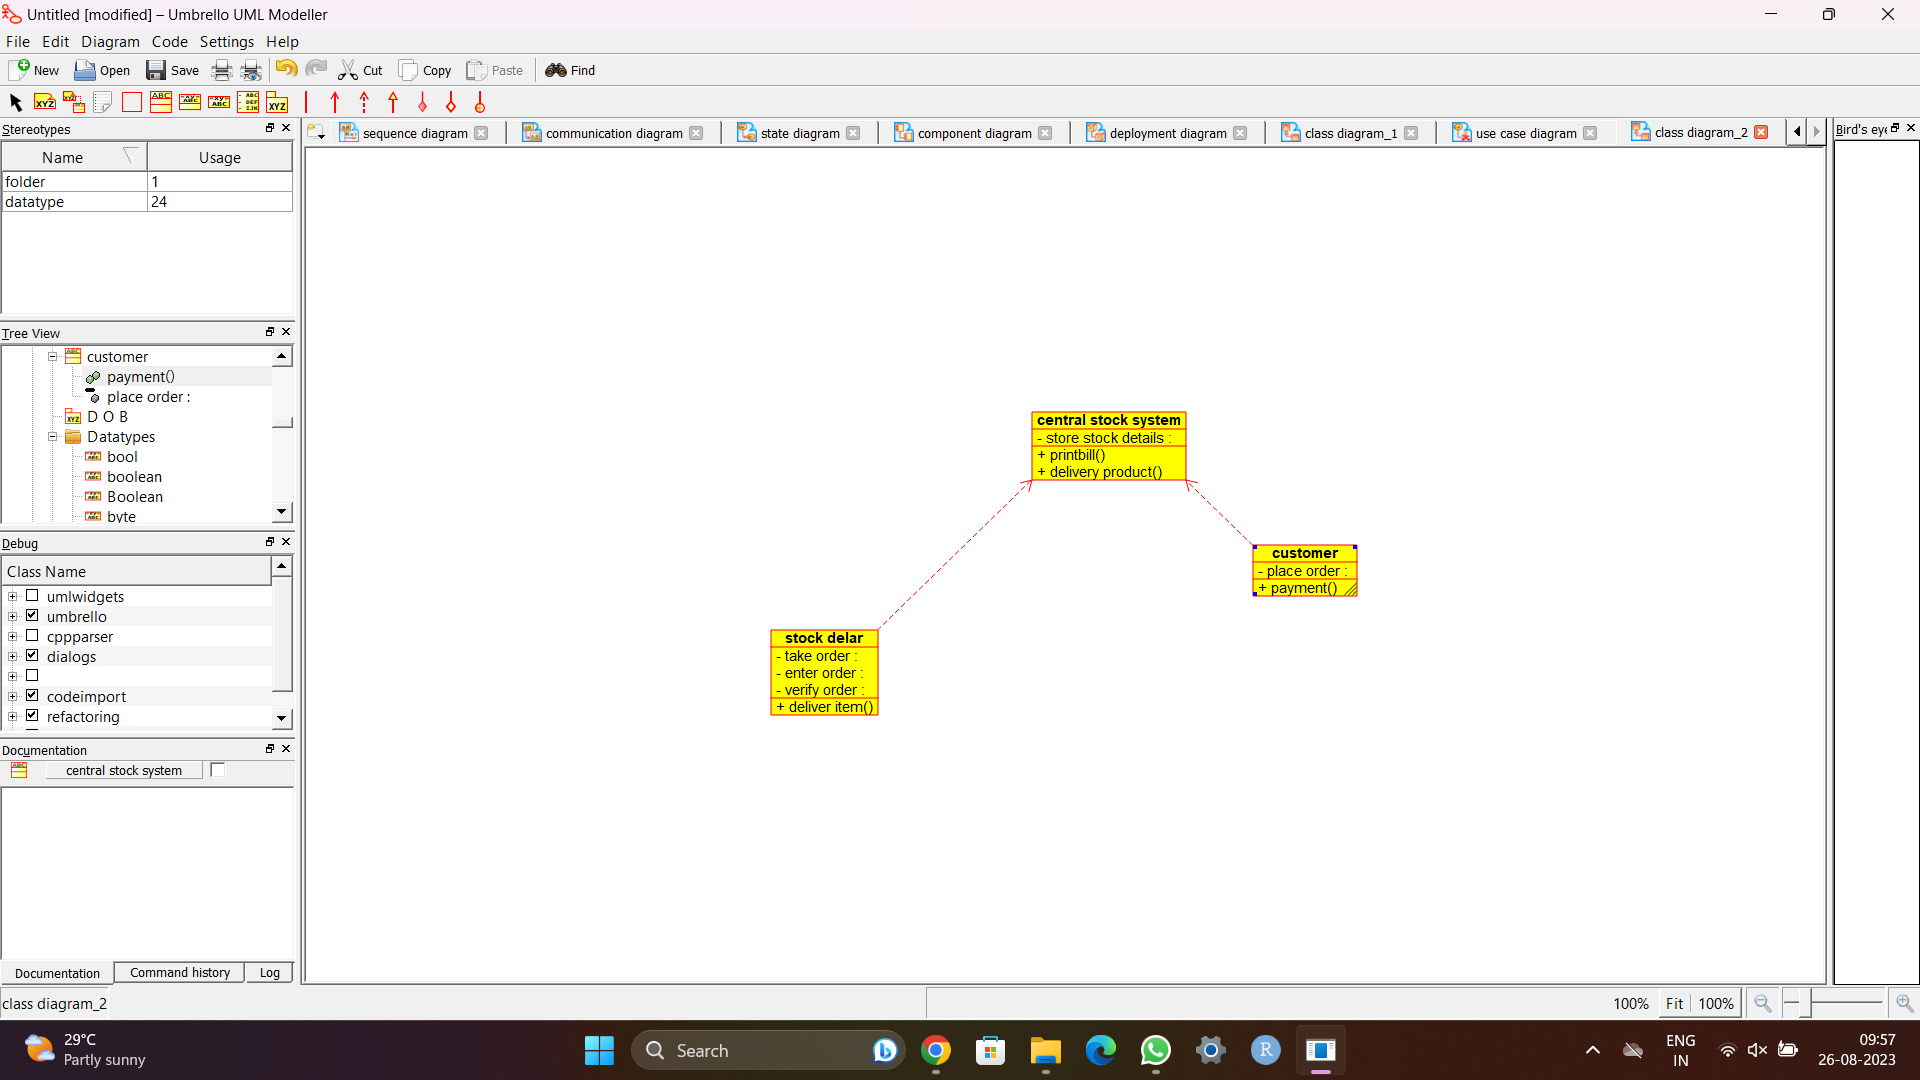 Untitled [modified] – Umbrello UML Modeller
File Edit Diagram Code Settings Help
New Open Save Cut Copy Paste Find
Stereotypes
Name Usage
folder 1
datatype 24
Tree View
customer
payment()
place order :
D O B
Datatypes
bool
boolean
Boolean
byte
Debug
Class Name
umlwidgets
umbrello
cppparser
dialogs
codeimport
refactoring
Documentation
central stock system
Documentation Command history Log
class diagram_2
sequence diagram communication diagram state diagram component diagram deployment diagram class diagram_1 use case diagram class diagram_2
central stock system
- store stock details :
+ printbill()
+ delivery product()
customer
- place order :
+ payment()
stock delar
- take order :
- enter order :
- verify order :
+ deliver item()
Bird's eye
100% Fit 100%
29°C
Partly sunny
Search
ENG
IN
09:57
26-08-2023